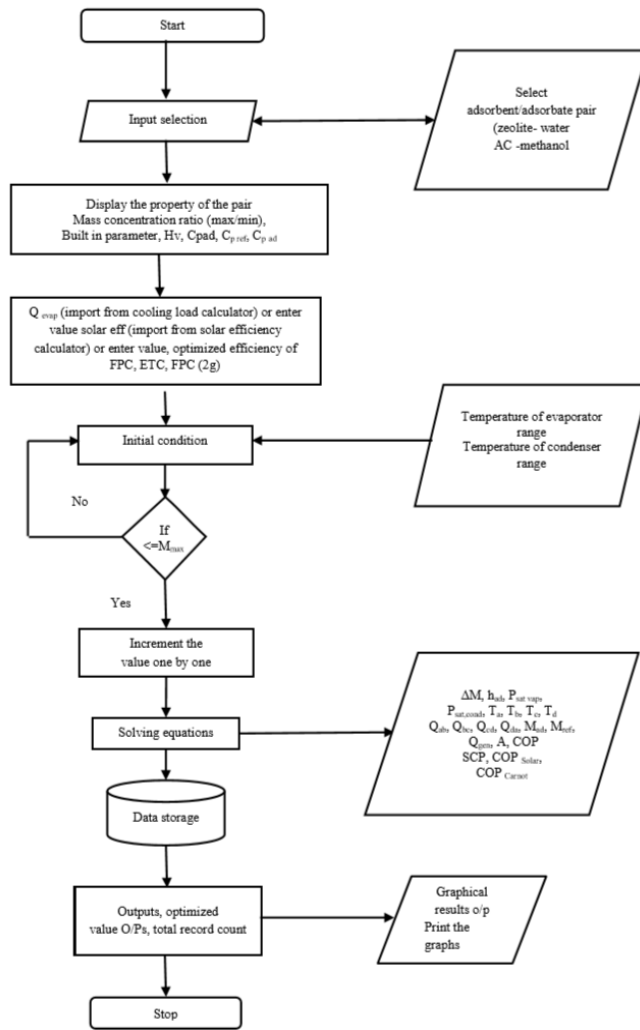 Start
Input selection
Select
adsorbent/adsorbate pair
(zeolite- water
AC -methanol
Display the property of the pair
Mass concentration ratio (max/min),
Built in parameter, Hv, Cpad, Cp ref, Cp ad
Q evap (import from cooling load calculator) or enter
value solar eff (import from solar efficiency
calculator) or enter value, optimized efficiency of
FPC, ETC, FPC (2g)
Initial condition
Temperature of evaporator
range
Temperature of condenser
range
No
If
<=Mmax
Yes
Increment the
value one by one
Solving equations
ΔM, had, Psat vap,
Psat,cond, Ta, Tb, Tc, Td
Qab, Qbc, Qcd, Qda, Mad, Mref,
Qgen, A, COP
SCP, COP Solar,
COP Carnot
Data storage
Outputs, optimized
value O/Ps, total record count
Graphical
results o/p
Print the
graphs
Stop